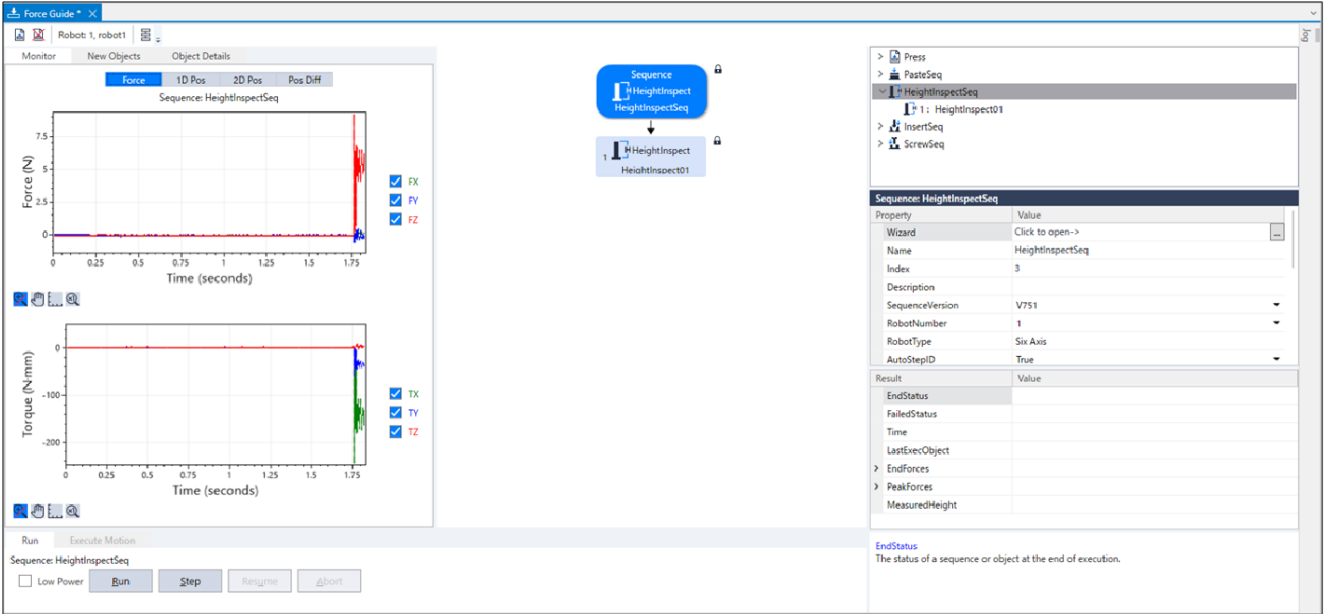 Force Guide *
Robot: 1, robot1
Jog
Monitor
New Objects
Object Details
Force
1D Pos
2D Pos
Pos Diff
Sequence: HeightInspectSeq
7.5
5
2.5
0
Force (N)
0
0.25
0.5
0.75
1
1.25
1.5
1.75
Time (seconds)
FX
FY
FZ
0
-100
-200
Torque (N·mm)
0
0.25
0.5
0.75
1
1.25
1.5
1.75
Time (seconds)
TX
TY
TZ
Run
Execute Motion
Sequence: HeightInspectSeq
Low Power
Run
Step
Resume
Abort
Sequence
HeightInspect
HeightInspectSeq
1
HeightInspect
HeightInspect01
Press
PasteSeq
HeightInspectSeq
1: HeightInspect01
InsertSeq
ScrewSeq
Sequence: HeightInspectSeq
Property Value
Wizard Click to open-> ...
Name HeightInspectSeq
Index 3
Description
SequenceVersion V751
RobotNumber 1
RobotType Six Axis
AutoStepID True
Result Value
EndStatus
FailedStatus
Time
LastExecObject
EndForces
PeakForces
MeasuredHeight
EndStatus
The status of a sequence or object at the end of execution.